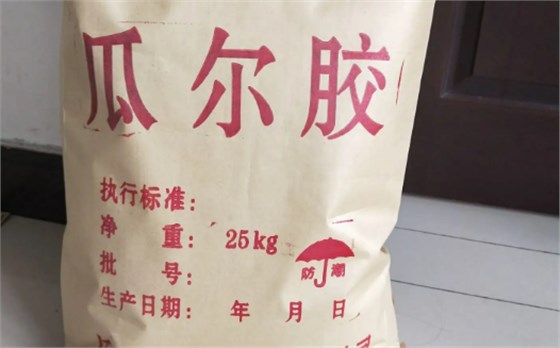 瓜尔胶
执行标准：
净 重： 25kg
防潮
批 号：
生产日期： 年 月 日